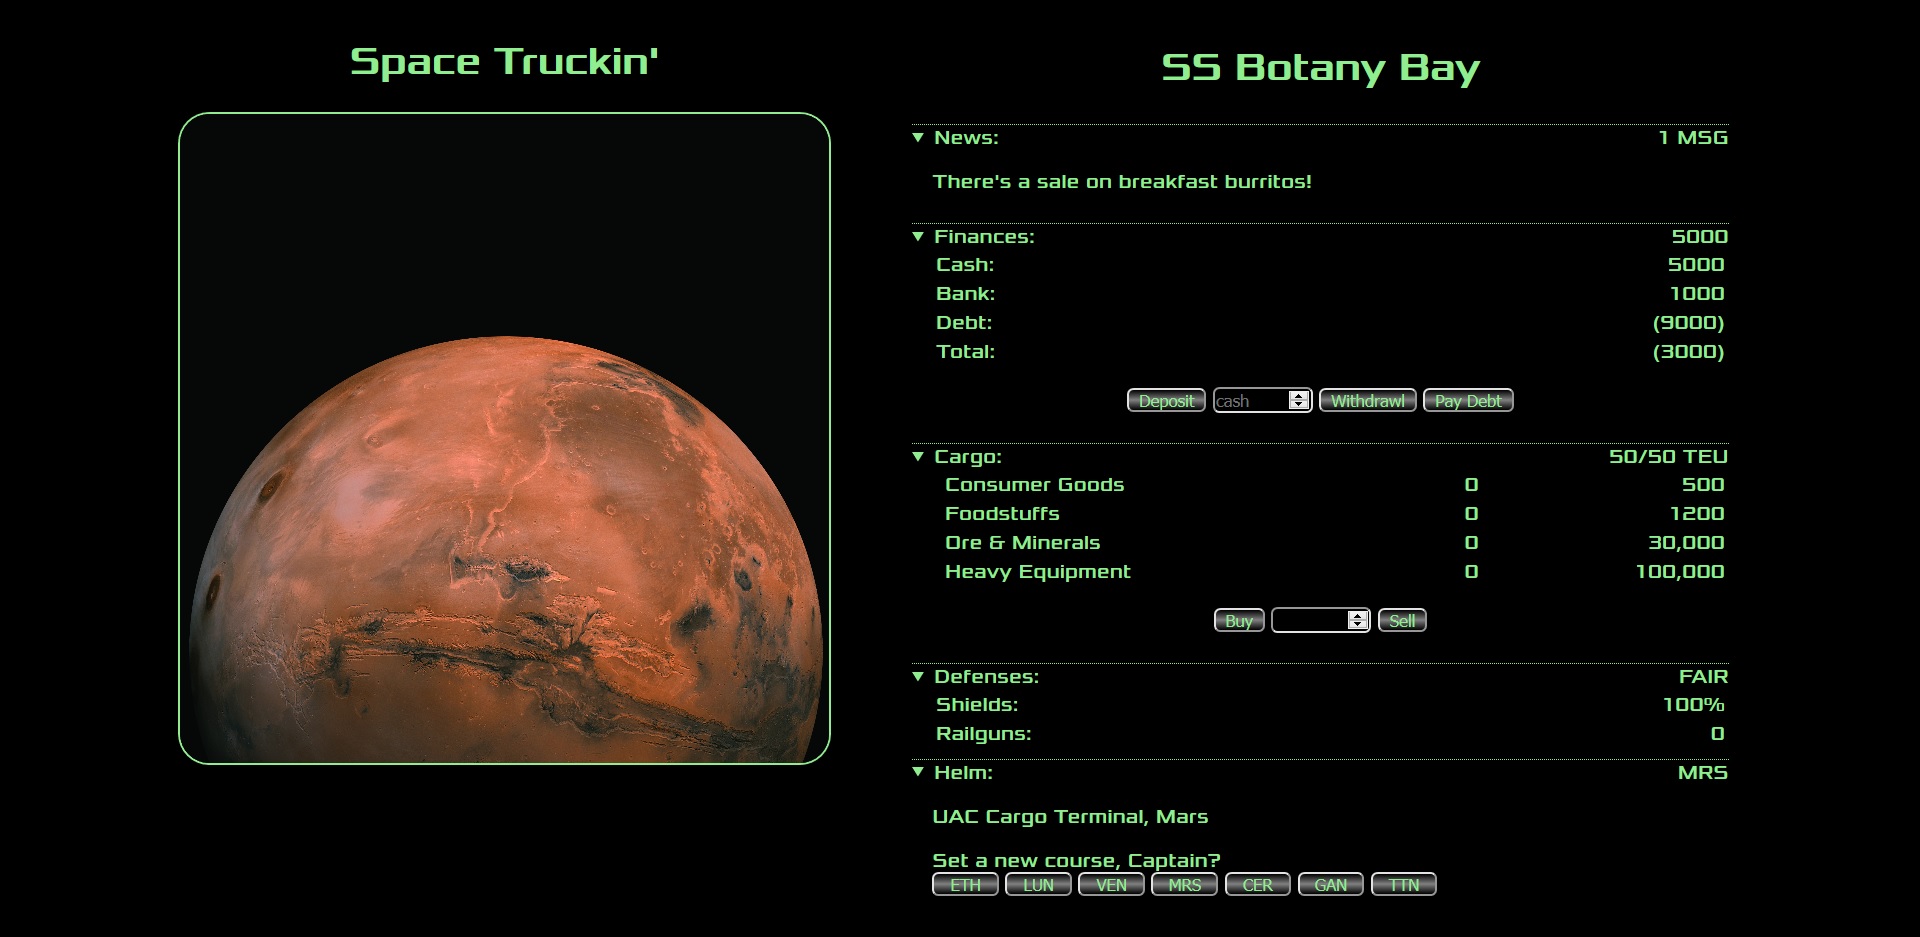 Space Truckin'
SS Botany Bay
News: 1 MSG
There's a sale on breakfast burritos!
Finances: 5000
Cash: 5000
Bank: 1000
Debt: (9000)
Total: (3000)
Deposit cash Withdrawl Pay Debt
Cargo: 50/50 TEU
Consumer Goods 0 500
Foodstuffs 0 1200
Ore & Minerals 0 30,000
Heavy Equipment 0 100,000
Buy Sell
Defenses: FAIR
Shields: 100%
Railguns: 0
Helm: MRS
UAC Cargo Terminal, Mars
Set a new course, Captain?
ETH LUN VEN MRS CER GAN TTN